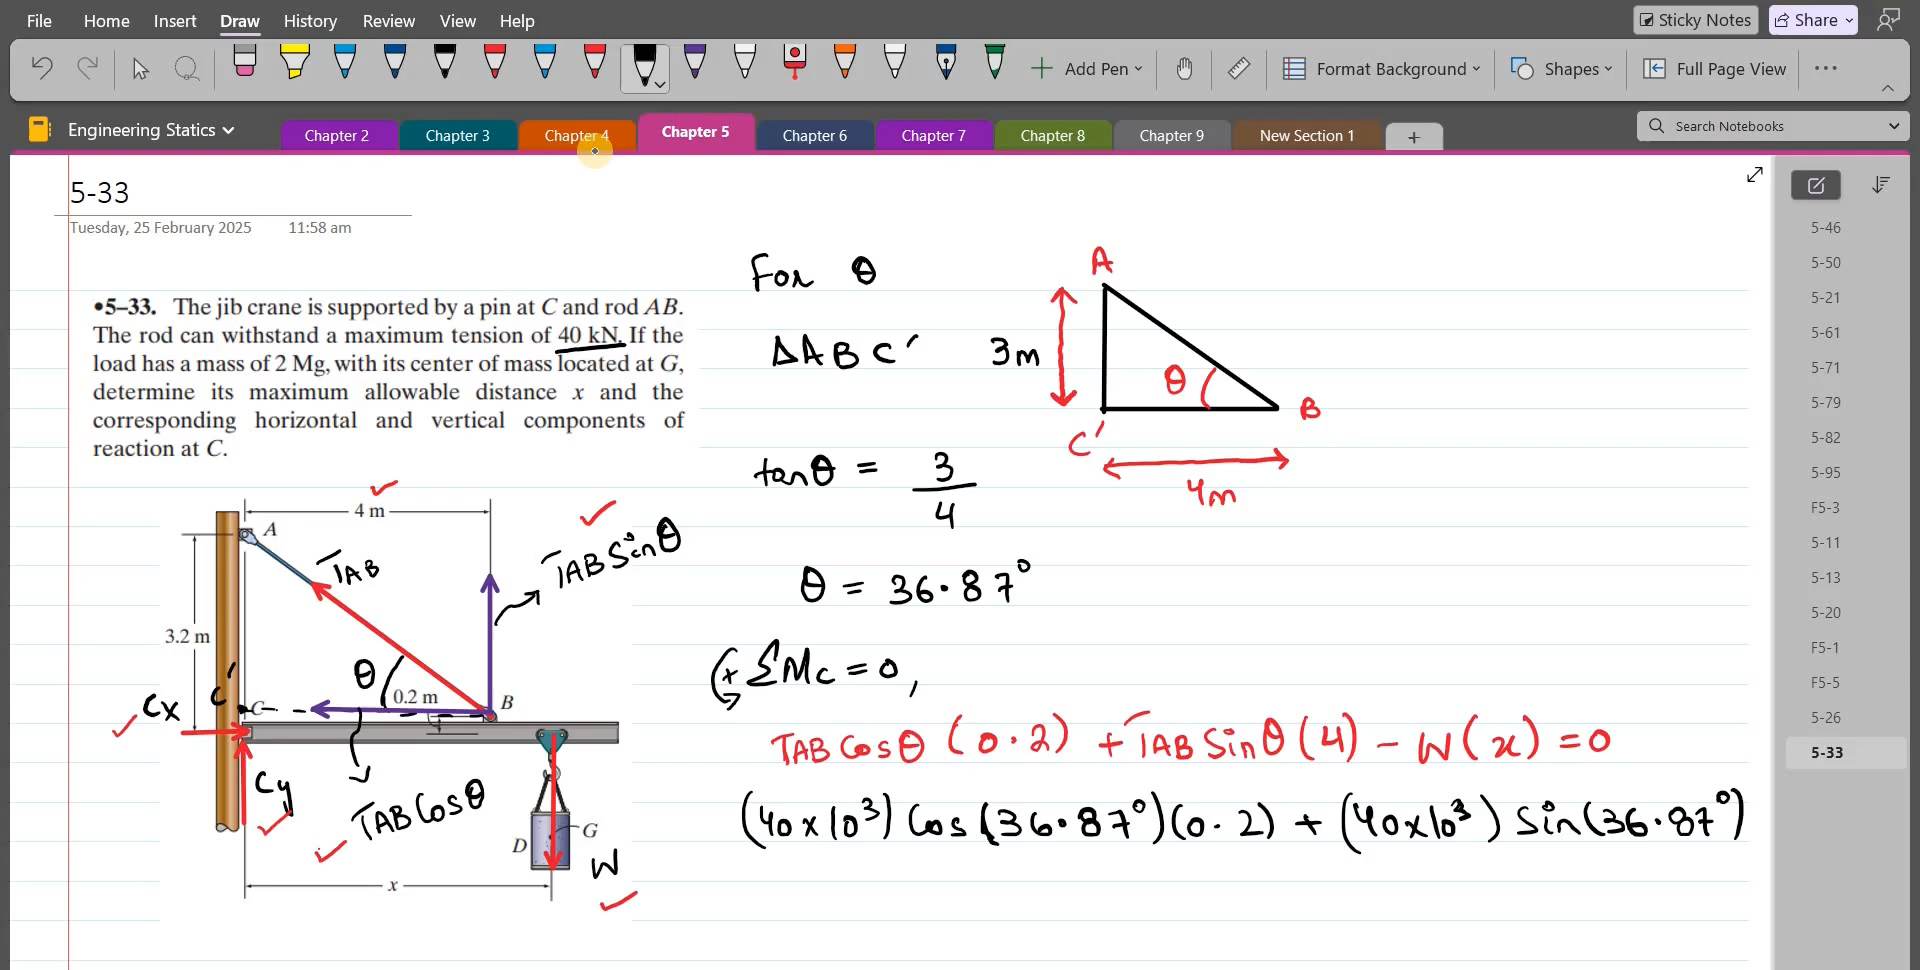 File Home Insert Draw History Review View Help
Sticky Notes Share
Add Pen Format Background Shapes Full Page View
Engineering Statics
Chapter 2 Chapter 3 Chapter 4 Chapter 5 Chapter 6 Chapter 7 Chapter 8 Chapter 9 New Section 1 +
Search Notebooks
5-33
Tuesday, 25 February 2025 11:58 am
•5–33. The jib crane is supported by a pin at C and rod AB.
The rod can withstand a maximum tension of 40 kN. If the
load has a mass of 2 Mg, with its center of mass located at G,
determine its maximum allowable distance x and the
corresponding horizontal and vertical components of
reaction at C.
4 m
A
TAB
TAB Sinθ
3.2 m
θ
0.2 m
B
C'
C
Cx
Cy
TAB Cosθ
D
G
W
x
For θ
ΔABC'
A
3m
θ
B
C'
4m
tanθ = 3/4
θ = 36.87°
(+ ΣMc = 0,
TAB Cosθ (0.2) + TAB Sinθ (4) - W(x) = 0
(40×10³) Cos(36.87°)(0.2) + (40×10³) Sin(36.87°)
5-46
5-50
5-21
5-61
5-71
5-79
5-82
5-95
F5-3
5-11
5-13
5-20
F5-1
F5-5
5-26
5-33